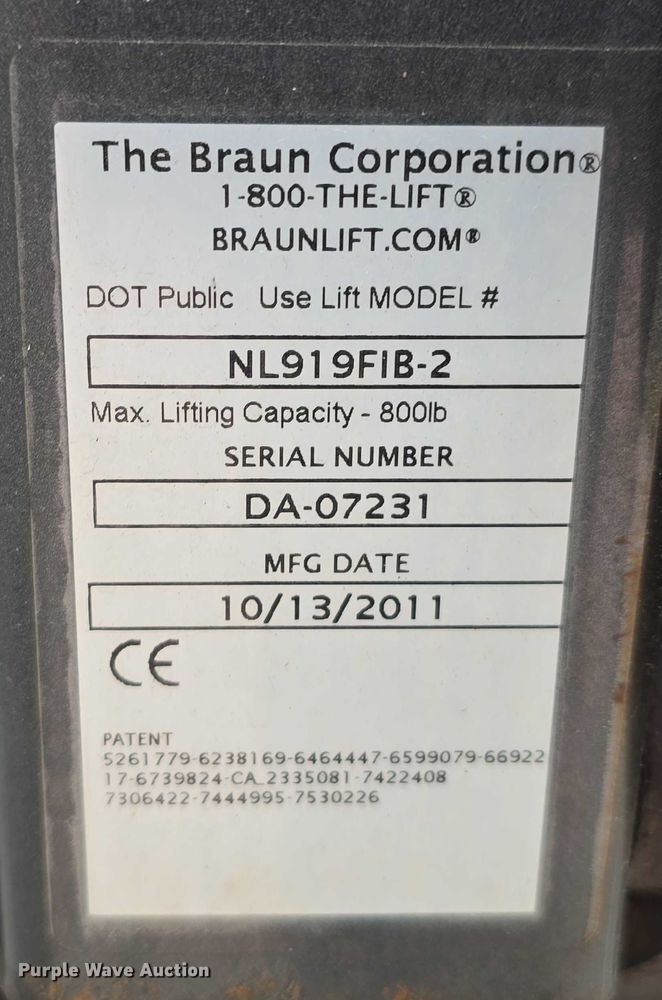 The Braun Corporation®
1-800-THE-LIFT®
BRAUNLIFT.COM®
DOT Public Use Lift MODEL #
NL919FIB-2
Max. Lifting Capacity - 800lb
SERIAL NUMBER
DA-07231
MFG DATE
10/13/2011
CE
PATENT
5261779-6238169-6464447-6599079-66922
17-6739824-CA_2335081-7422408
7306422-7444995-7530226
Purple Wave Auction